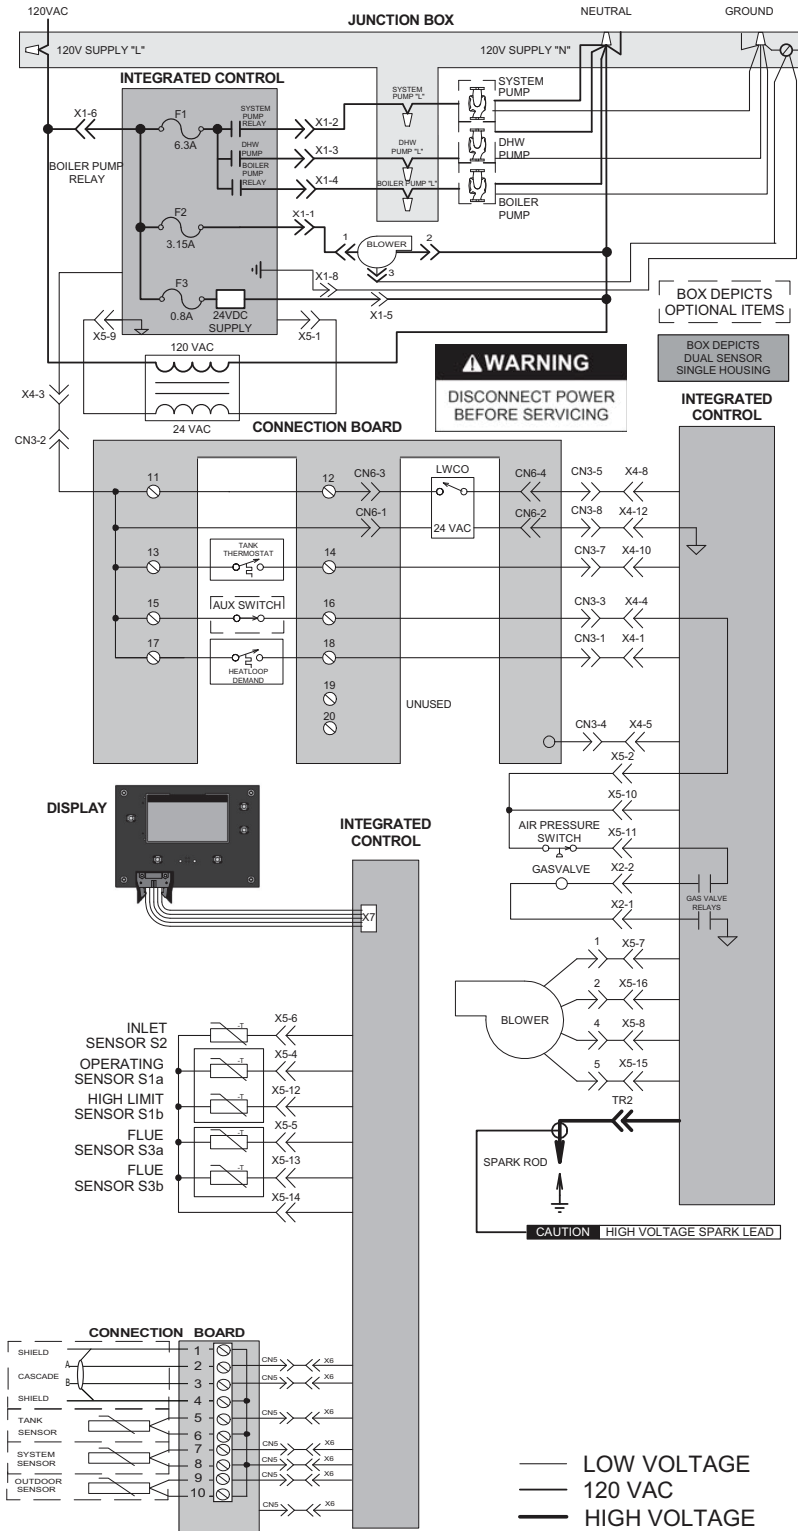 120VAC
JUNCTION BOX
NEUTRAL
GROUND
120V SUPPLY "L"
120V SUPPLY "N"
INTEGRATED CONTROL
X1-6
BOILER PUMP
RELAY
F1
6.3A
SYSTEM
PUMP
RELAY
DHW
PUMP
BOILER
PUMP
RELAY
X1-2
X1-3
X1-4
SYSTEM
PUMP "L"
DHW
PUMP "L"
BOILER PUMP "L"
SYSTEM
PUMP
DHW
PUMP
BOILER
PUMP
F2
3.15A
X1-1
1
BLOWER
2
3
X1-8
X1-5
F3
0.8A
24VDC
SUPPLY
X5-9
X5-1
120 VAC
24 VAC
BOX DEPICTS
OPTIONAL ITEMS
BOX DEPICTS
DUAL SENSOR
SINGLE HOUSING
WARNING
DISCONNECT POWER
BEFORE SERVICING
X4-3
CN3-2
CONNECTION BOARD
INTEGRATED
CONTROL
11
12
CN6-3
LWCO
CN6-4
CN3-5
X4-8
CN6-1
24 VAC
CN6-2
CN3-8
X4-12
13
TANK
THERMOSTAT
14
CN3-7
X4-10
15
AUX SWITCH
16
CN3-3
X4-4
17
HEATLOOP
DEMAND
18
CN3-1
X4-1
19
20
UNUSED
CN3-4
X4-5
X5-2
X5-10
AIR PRESSURE
SWITCH
X5-11
GASVALVE
X2-2
GAS VALVE
RELAYS
X2-1
DISPLAY
INTEGRATED
CONTROL
X7
BLOWER
1
X5-7
2
X5-16
4
X5-8
5
X5-15
TR2
SPARK ROD
CAUTION HIGH VOLTAGE SPARK LEAD
INLET
SENSOR S2
-T
X5-6
OPERATING
SENSOR S1a
-T
X5-4
HIGH LIMIT
SENSOR S1b
-T
X5-12
FLUE
SENSOR S3a
-T
X5-5
FLUE
SENSOR S3b
-T
X5-13
X5-14
CONNECTION BOARD
SHIELD
1
CASCADE
A
2
CN5
X6
B
3
CN5
X6
SHIELD
4
TANK
SENSOR
5
CN5
X6
6
SYSTEM
SENSOR
7
CN5
X6
8
CN5
X6
OUTDOOR
SENSOR
9
CN5
X6
10
CN5
X6
LOW VOLTAGE
120 VAC
HIGH VOLTAGE